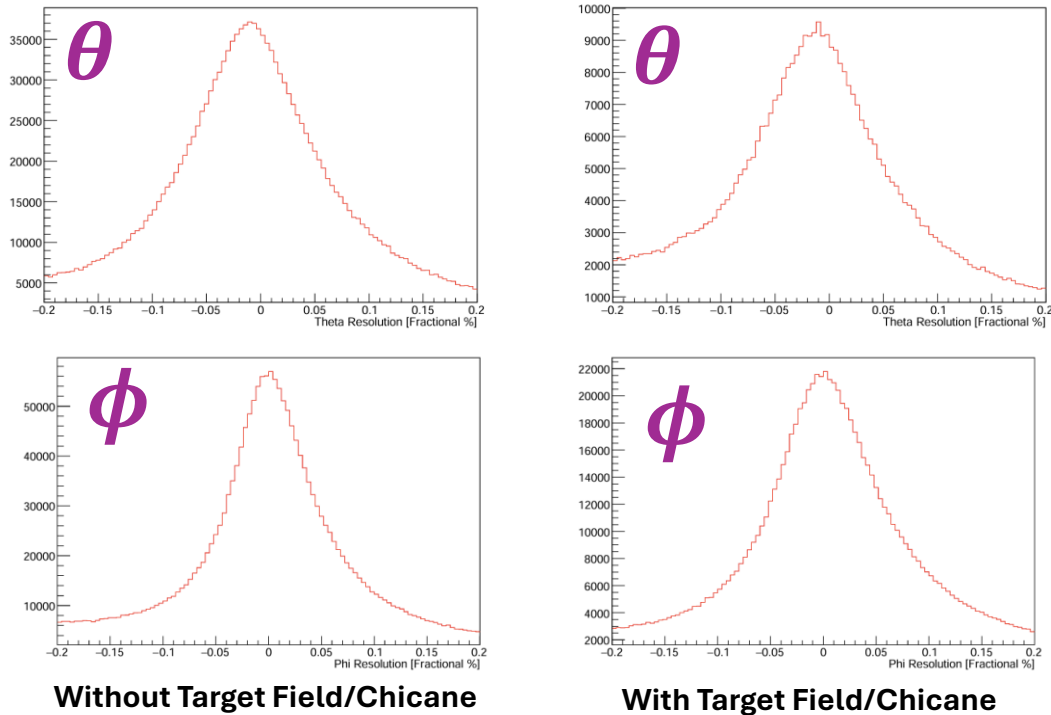 θ
35000
30000
25000
20000
15000
10000
5000
−0.2 −0.15 −0.1 −0.05 0 0.05 0.1 0.15 0.2
Theta Resolution [Fractional %]
θ
10000
9000
8000
7000
6000
5000
4000
3000
2000
1000
−0.2 −0.15 −0.1 −0.05 0 0.05 0.1 0.15 0.2
Theta Resolution [Fractional %]
ϕ
50000
40000
30000
20000
10000
−0.2 −0.15 −0.1 −0.05 0 0.05 0.1 0.15 0.2
Phi Resolution [Fractional %]
ϕ
22000
20000
18000
16000
14000
12000
10000
8000
6000
4000
2000
−0.2 −0.15 −0.1 −0.05 0 0.05 0.1 0.15 0.2
Phi Resolution [Fractional %]
Without Target Field/Chicane
With Target Field/Chicane